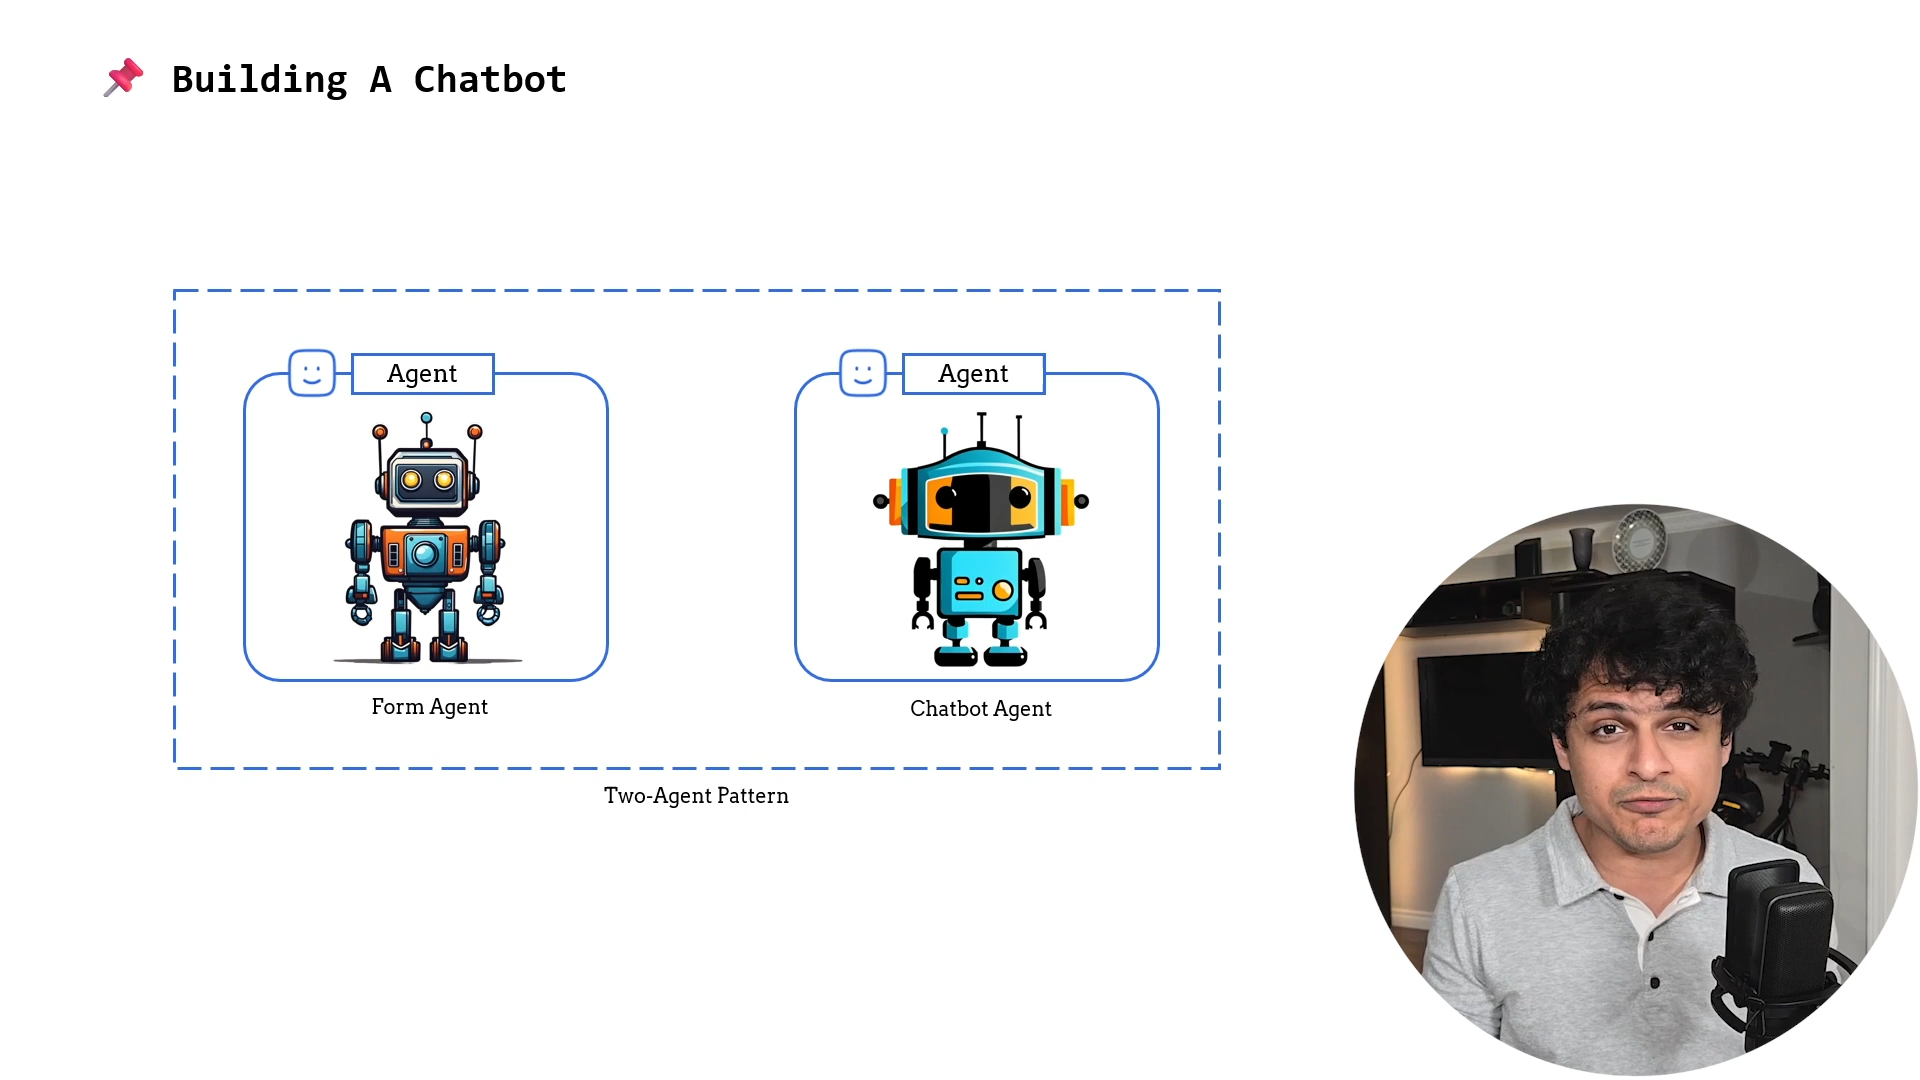 Building A Chatbot
Agent
Agent
Form Agent
Chatbot Agent
Two-Agent Pattern